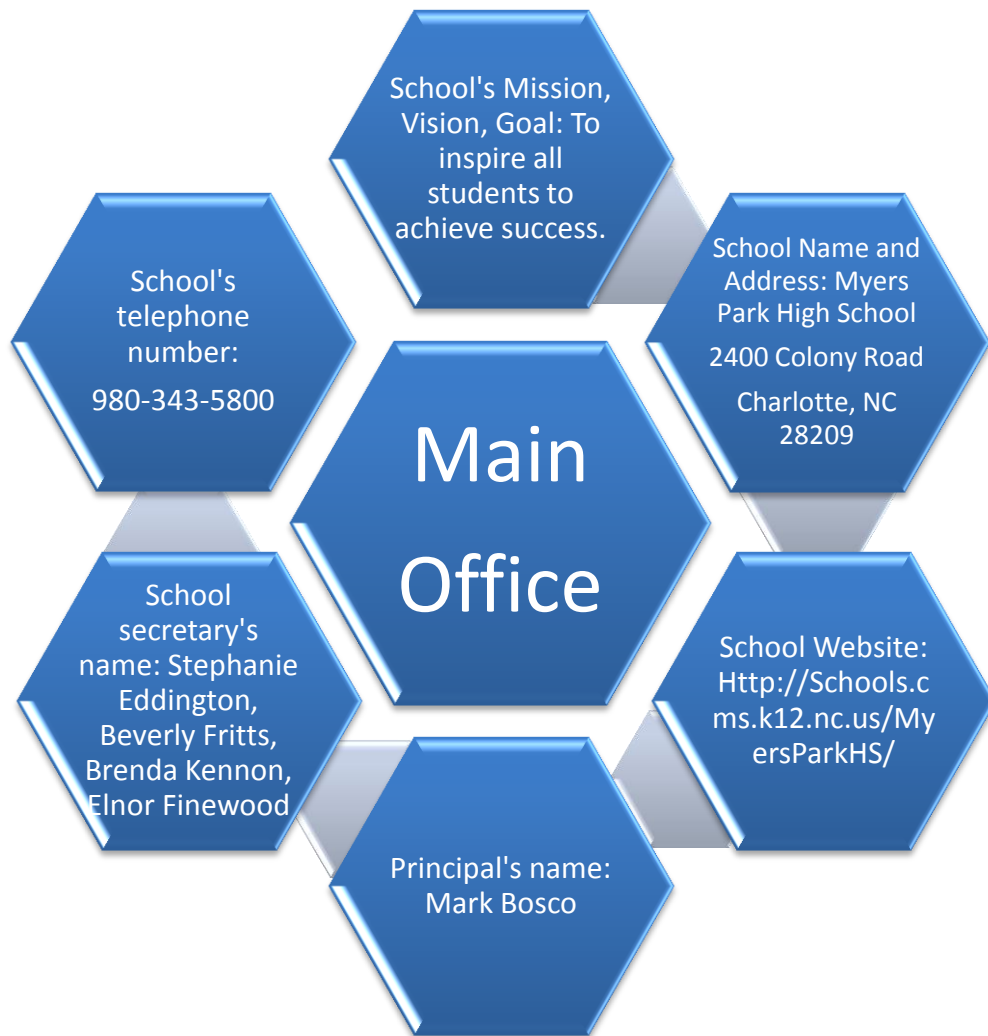 School's Mission,
Vision, Goal: To
inspire all
students to
achieve success.
School Name and
Address: Myers
Park High School
2400 Colony Road
Charlotte, NC
28209
School Website:
Http://Schools.c
ms.k12.nc.us/My
ersParkHS/
Principal's name:
Mark Bosco
School
secretary's
name: Stephanie
Eddington,
Beverly Fritts,
Brenda Kennon,
Elnor Finewood
School's
telephone
number:
980-343-5800
Main
Office